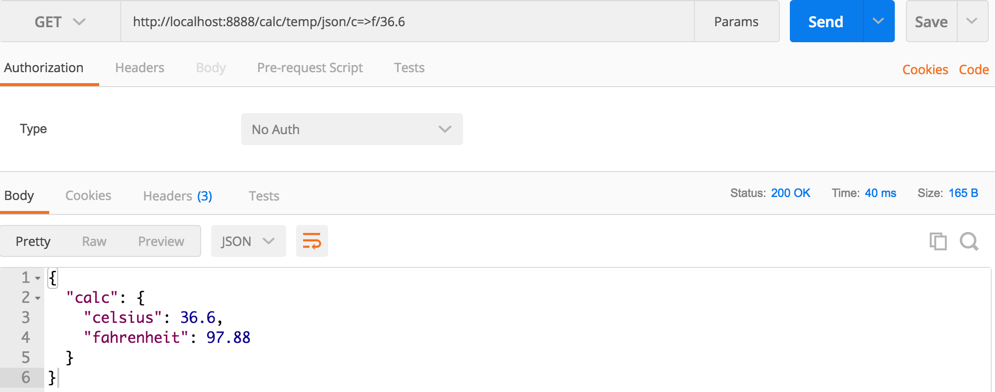 GET http://localhost:8888/calc/temp/json/c=>f/36.6 Params Send Save
Authorization Headers Body Pre-request Script Tests Cookies Code
Type No Auth
Body Cookies Headers (3) Tests Status: 200 OK Time: 40 ms Size: 165 B
Pretty Raw Preview JSON
1 {
2 "calc": {
3 "celsius": 36.6,
4 "fahrenheit": 97.88
5 }
6 }